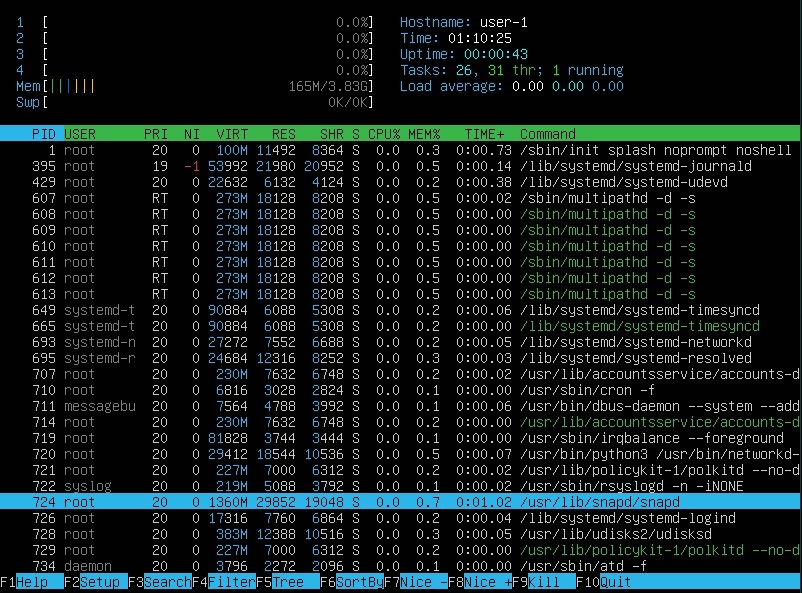 1 [ 0.0%] Hostname: user-1
2 [ 0.0%] Time: 01:10:25
3 [ 0.0%] Uptime: 00:00:43
4 [ 0.0%] Tasks: 26, 31 thr; 1 running
Mem[|||||| 165M/3.83G] Load average: 0.00 0.00 0.00
Swp[ 0K/0K]
PID USER PRI NI VIRT RES SHR S CPU% MEM% TIME+ Command
1 root 20 0 100M 11492 8364 S 0.0 0.3 0:00.73 /sbin/init splash noprompt noshell
395 root 19 -1 53992 21980 20952 S 0.0 0.5 0:00.14 /lib/systemd/systemd-journald
429 root 20 0 22632 6132 4124 S 0.0 0.2 0:00.38 /lib/systemd/systemd-udevd
607 root RT 0 273M 18128 8208 S 0.0 0.5 0:00.02 /sbin/multipathd -d -s
608 root RT 0 273M 18128 8208 S 0.0 0.5 0:00.00 /sbin/multipathd -d -s
609 root RT 0 273M 18128 8208 S 0.0 0.5 0:00.00 /sbin/multipathd -d -s
610 root RT 0 273M 18128 8208 S 0.0 0.5 0:00.00 /sbin/multipathd -d -s
611 root RT 0 273M 18128 8208 S 0.0 0.5 0:00.00 /sbin/multipathd -d -s
612 root RT 0 273M 18128 8208 S 0.0 0.5 0:00.00 /sbin/multipathd -d -s
613 root RT 0 273M 18128 8208 S 0.0 0.5 0:00.00 /sbin/multipathd -d -s
649 systemd-t 20 0 90884 6088 5308 S 0.0 0.2 0:00.06 /lib/systemd/systemd-timesyncd
665 systemd-t 20 0 90884 6088 5308 S 0.0 0.2 0:00.00 /lib/systemd/systemd-timesyncd
693 systemd-n 20 0 27272 7552 6688 S 0.0 0.2 0:00.05 /lib/systemd/systemd-networkd
695 systemd-r 20 0 24684 12316 8252 S 0.0 0.3 0:00.03 /lib/systemd/systemd-resolved
707 root 20 0 230M 7632 6748 S 0.0 0.2 0:00.02 /usr/lib/accountsservice/accounts-d
710 root 20 0 6816 3028 2824 S 0.0 0.1 0:00.00 /usr/sbin/cron -f
711 messagebu 20 0 7564 4788 3992 S 0.0 0.1 0:00.06 /usr/bin/dbus-daemon --system --add
714 root 20 0 230M 7632 6748 S 0.0 0.2 0:00.00 /usr/lib/accountsservice/accounts-d
719 root 20 0 81828 3744 3444 S 0.0 0.1 0:00.00 /usr/sbin/irqbalance --foreground
720 root 20 0 29412 18544 10536 S 0.0 0.5 0:00.07 /usr/bin/python3 /usr/bin/networkd-
721 root 20 0 227M 7000 6312 S 0.0 0.2 0:00.02 /usr/lib/policykit-1/polkitd --no-d
722 syslog 20 0 219M 5088 3792 S 0.0 0.1 0:00.01 /usr/sbin/rsyslogd -n -iNONE
724 root 20 0 1360M 29852 19048 S 0.0 0.7 0:01.02 /usr/lib/snapd/snapd
726 root 20 0 17316 7760 6864 S 0.0 0.2 0:00.04 /lib/systemd/systemd-logind
728 root 20 0 383M 12388 10516 S 0.0 0.3 0:00.05 /usr/lib/udisks2/udisksd
729 root 20 0 227M 7000 6312 S 0.0 0.2 0:00.00 /usr/lib/policykit-1/polkitd --no-d
734 daemon 20 0 3796 2272 2096 S 0.0 0.1 0:00.00 /usr/sbin/atd -f
F1Help F2Setup F3SearchF4FilterF5Tree F6SortByF7Nice -F8Nice +F9Kill F10Quit